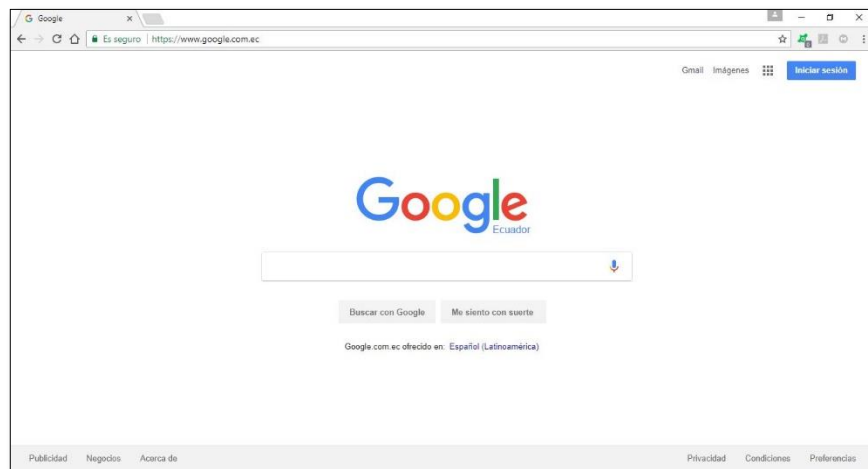 Google
Es seguro | https://www.google.com.ec
Gmail Imágenes Iniciar sesión
Google
Ecuador
Buscar con Google Me siento con suerte
Google.com.ec ofrecido en: Español (Latinoamérica)
Publicidad Negocios Acerca de Privacidad Condiciones Preferencias